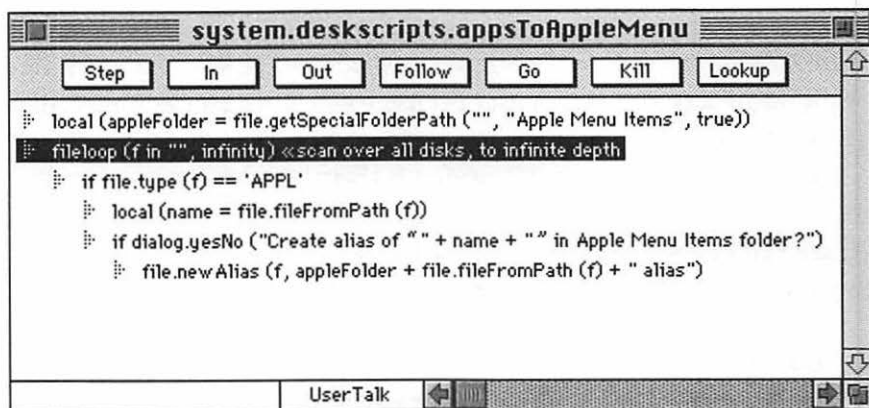 system.deskscripts.appsToAppleMenu
Step In Out Follow Go Kill Lookup
local (appleFolder = file.getSpecialFolderPath ("", "Apple Menu Items", true))
fileloop (f in "", infinity) «scan over all disks, to infinite depth
if file.type (f) == 'APPL'
local (name = file.fileFromPath (f))
if dialog.yesNo ("Create alias of “" + name + "” in Apple Menu Items folder?")
file.newAlias (f, appleFolder + file.fileFromPath (f) + " alias")
UserTalk